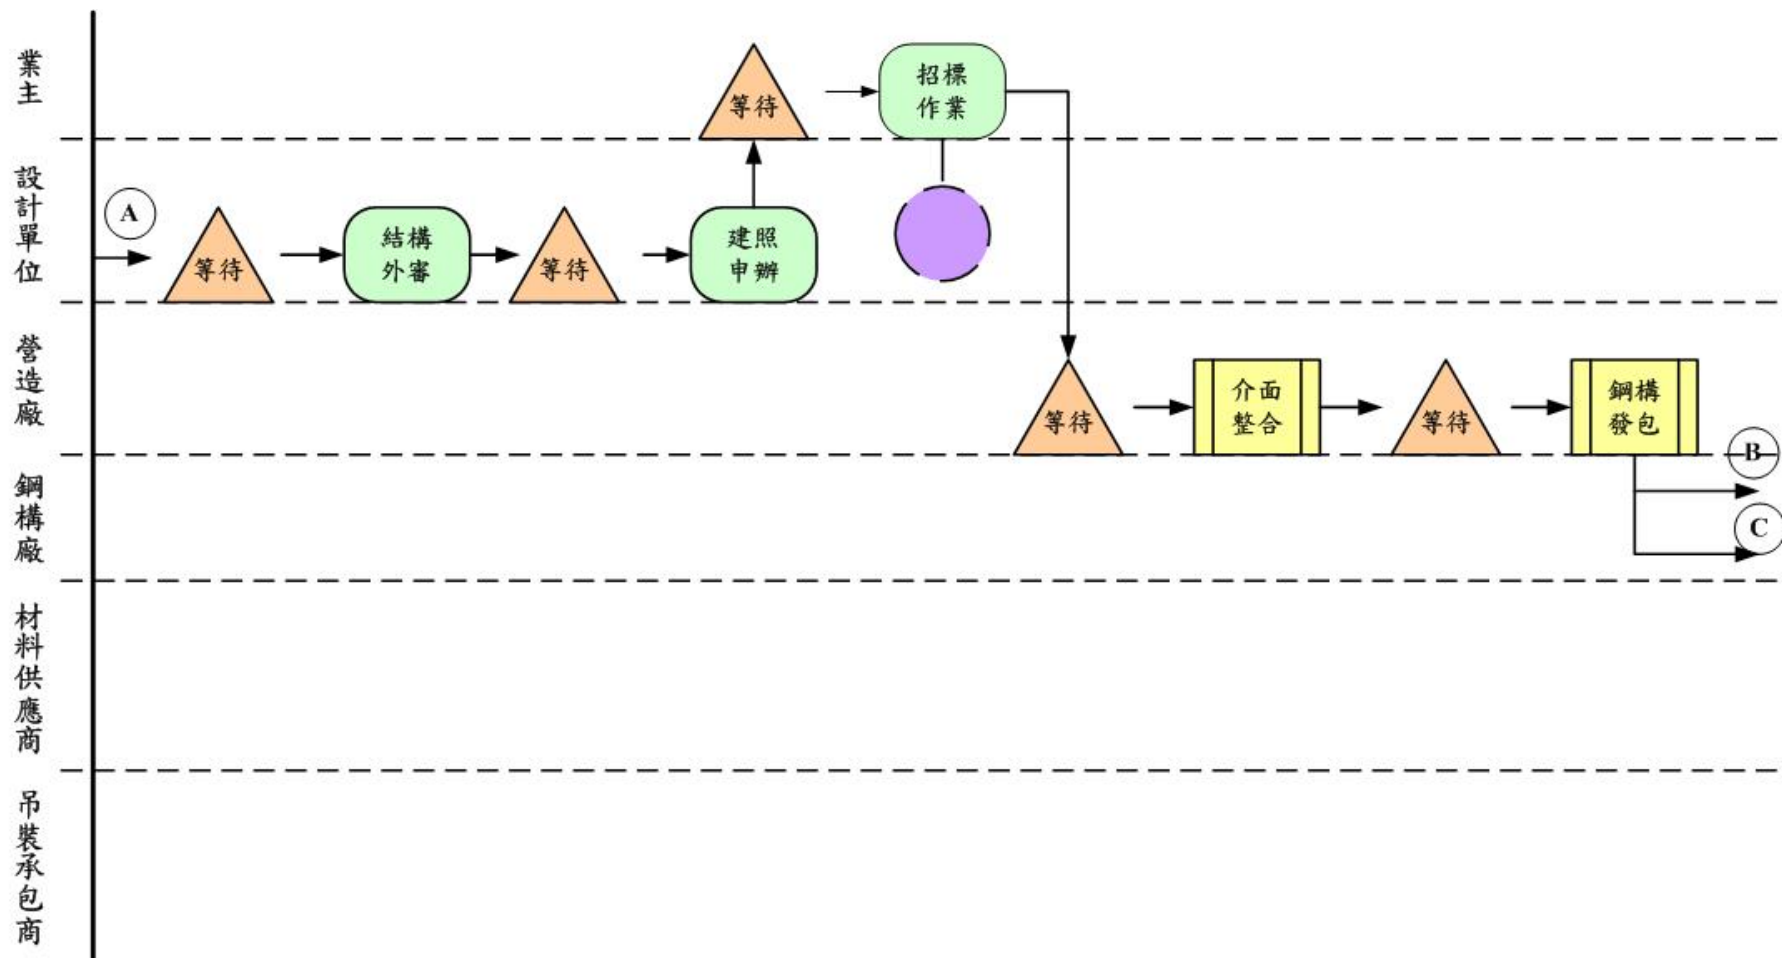 業主
等待
招標
作業
設計單位
A
等待
結構
外審
等待
建照
申辦
營造廠
等待
介面
整合
等待
鋼構
發包
B
鋼構廠
C
材料供應商
吊裝承包商